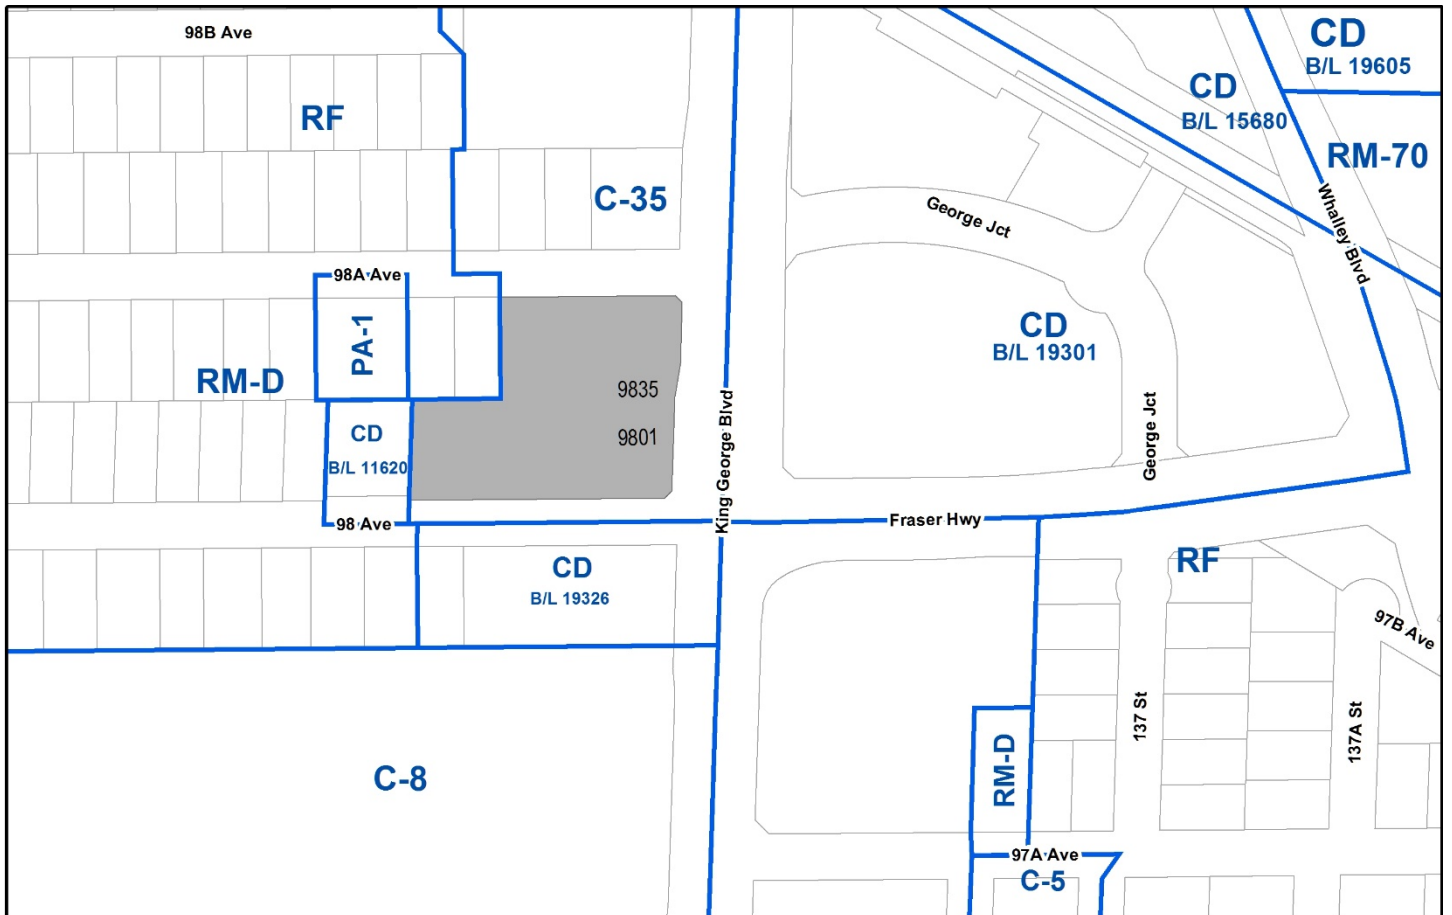 98B Ave
CD
B/L 19605
CD
B/L 15680
RF
RM-70
C-35
George Jct
Whalley Blvd
98A Ave
PA-1
CD
B/L 19301
RM-D
9835
King George Blvd
George Jct
CD
B/L 11620
9801
98 Ave
Fraser Hwy
CD
B/L 19326
RF
97B Ave
137 St
137A St
RM-D
C-8
97A Ave
C-5